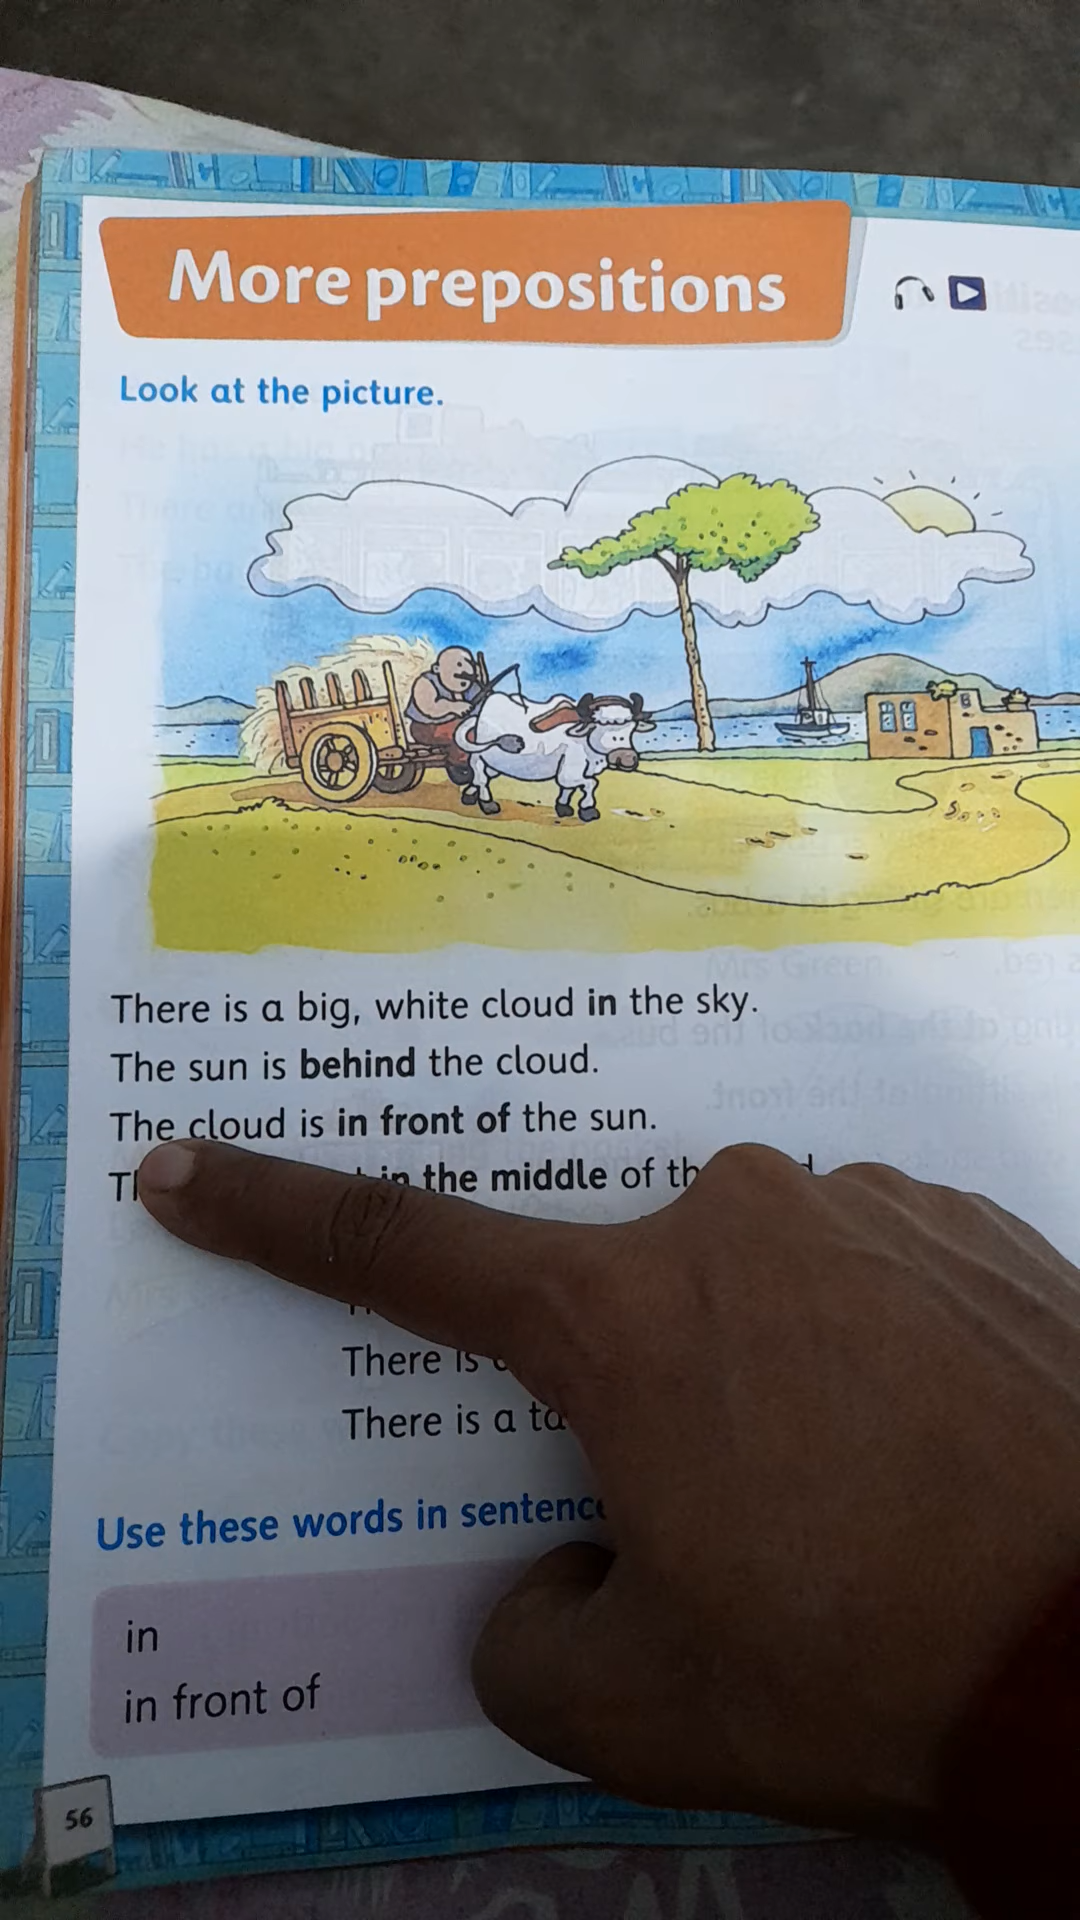 More prepositions
Look at the picture.
There is a big, white cloud in the sky.
The sun is behind the cloud.
The cloud is in front of the sun.
in the middle of
There is
There is a
Use these words in
in
in front of
56